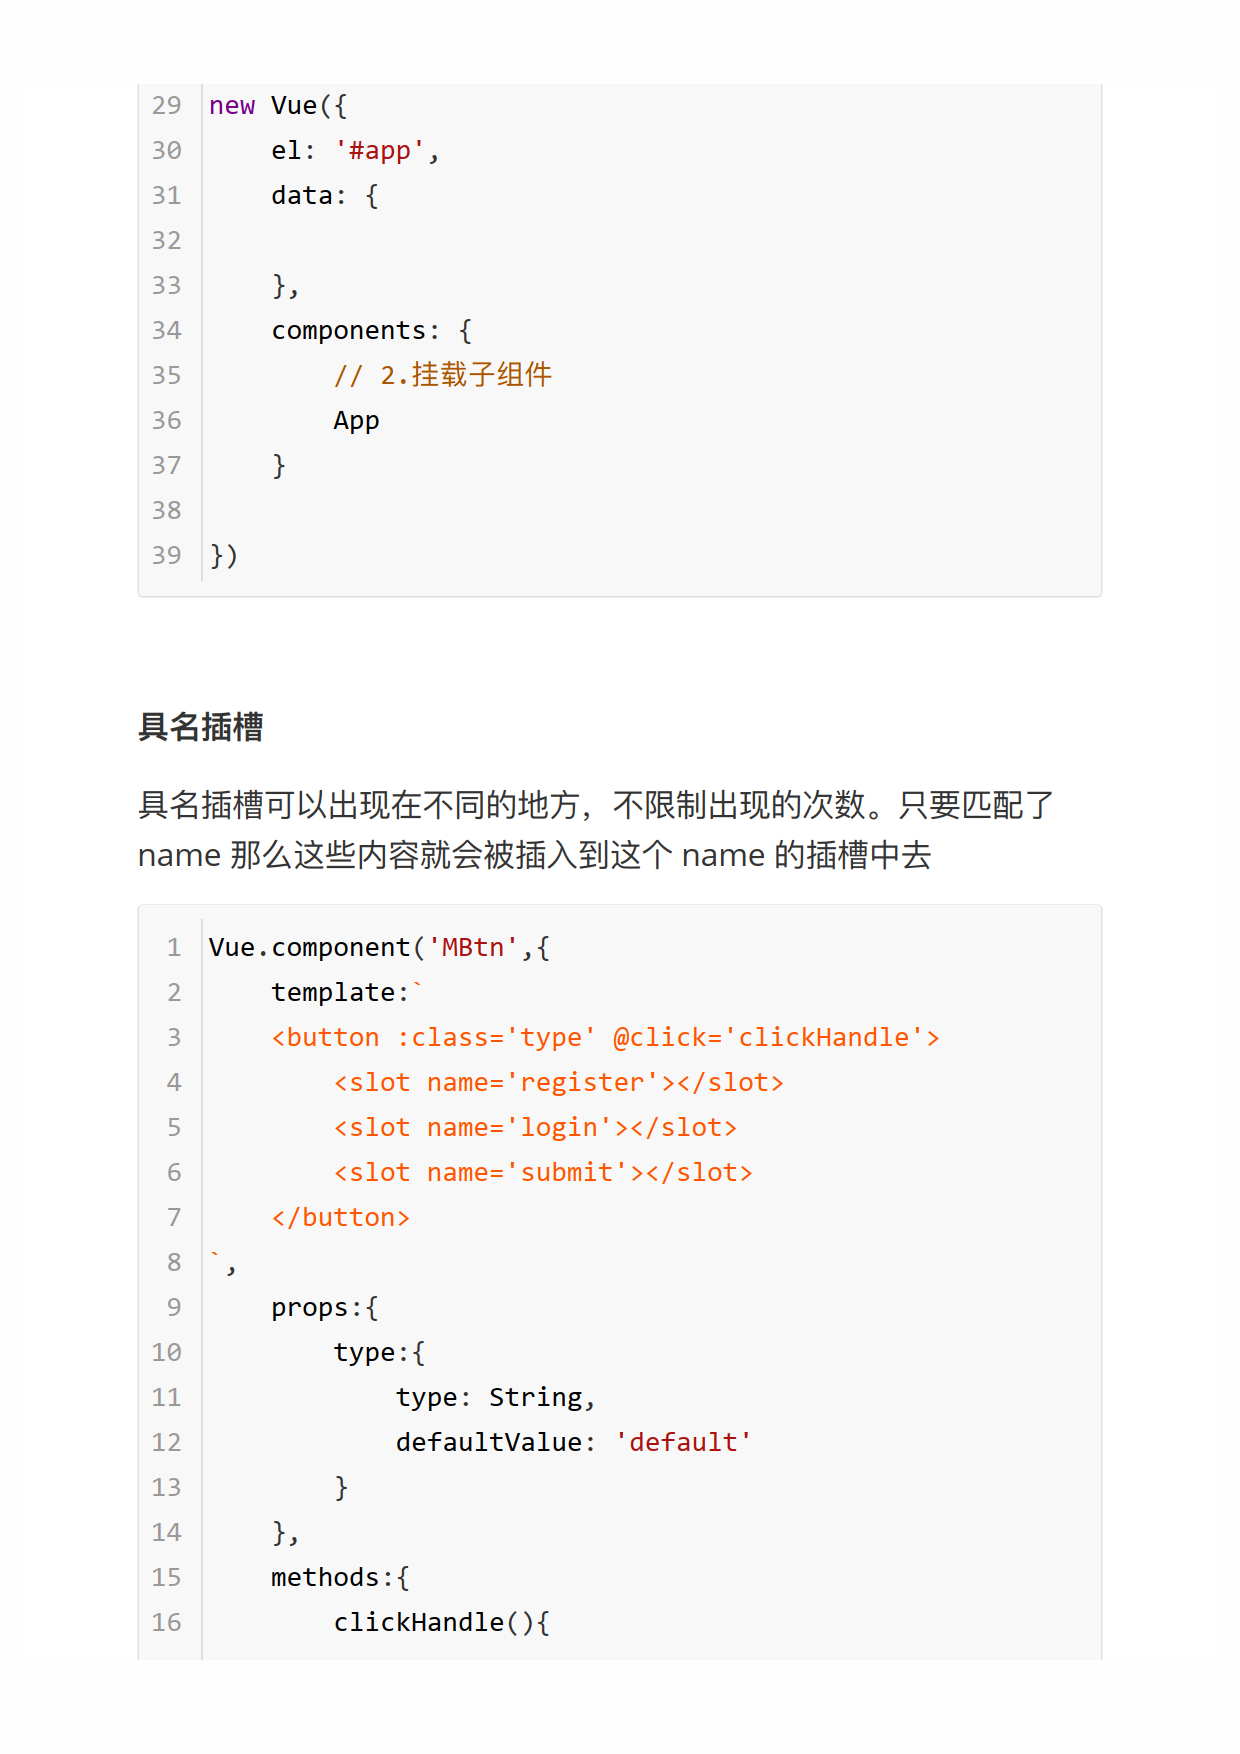 29 new Vue({
30     el: '#app',
31     data: {
32
33     },
34     components: {
35         // 2.挂载子组件
36         App
37     }
38
39 })
具名插槽
具名插槽可以出现在不同的地方，不限制出现的次数。只要匹配了
name 那么这些内容就会被插入到这个 name 的插槽中去
1 Vue.component('MBtn',{
2     template:`
3     <button :class='type' @click='clickHandle'>
4         <slot name='register'></slot>
5         <slot name='login'></slot>
6         <slot name='submit'></slot>
7     </button>
8 `,
9     props:{
10         type:{
11             type: String,
12             defaultValue: 'default'
13         }
14     },
15     methods:{
16         clickHandle(){